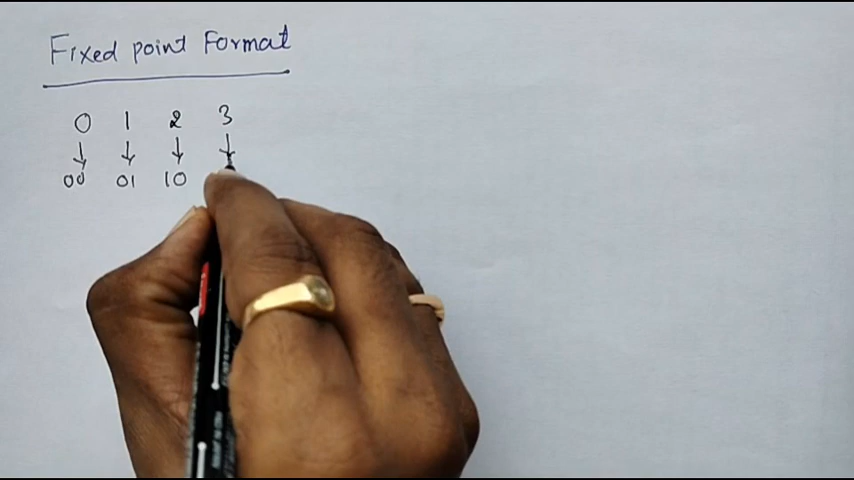 Fixed point Format
0 1 2 3
↓ ↓ ↓ ↓
00 01 10